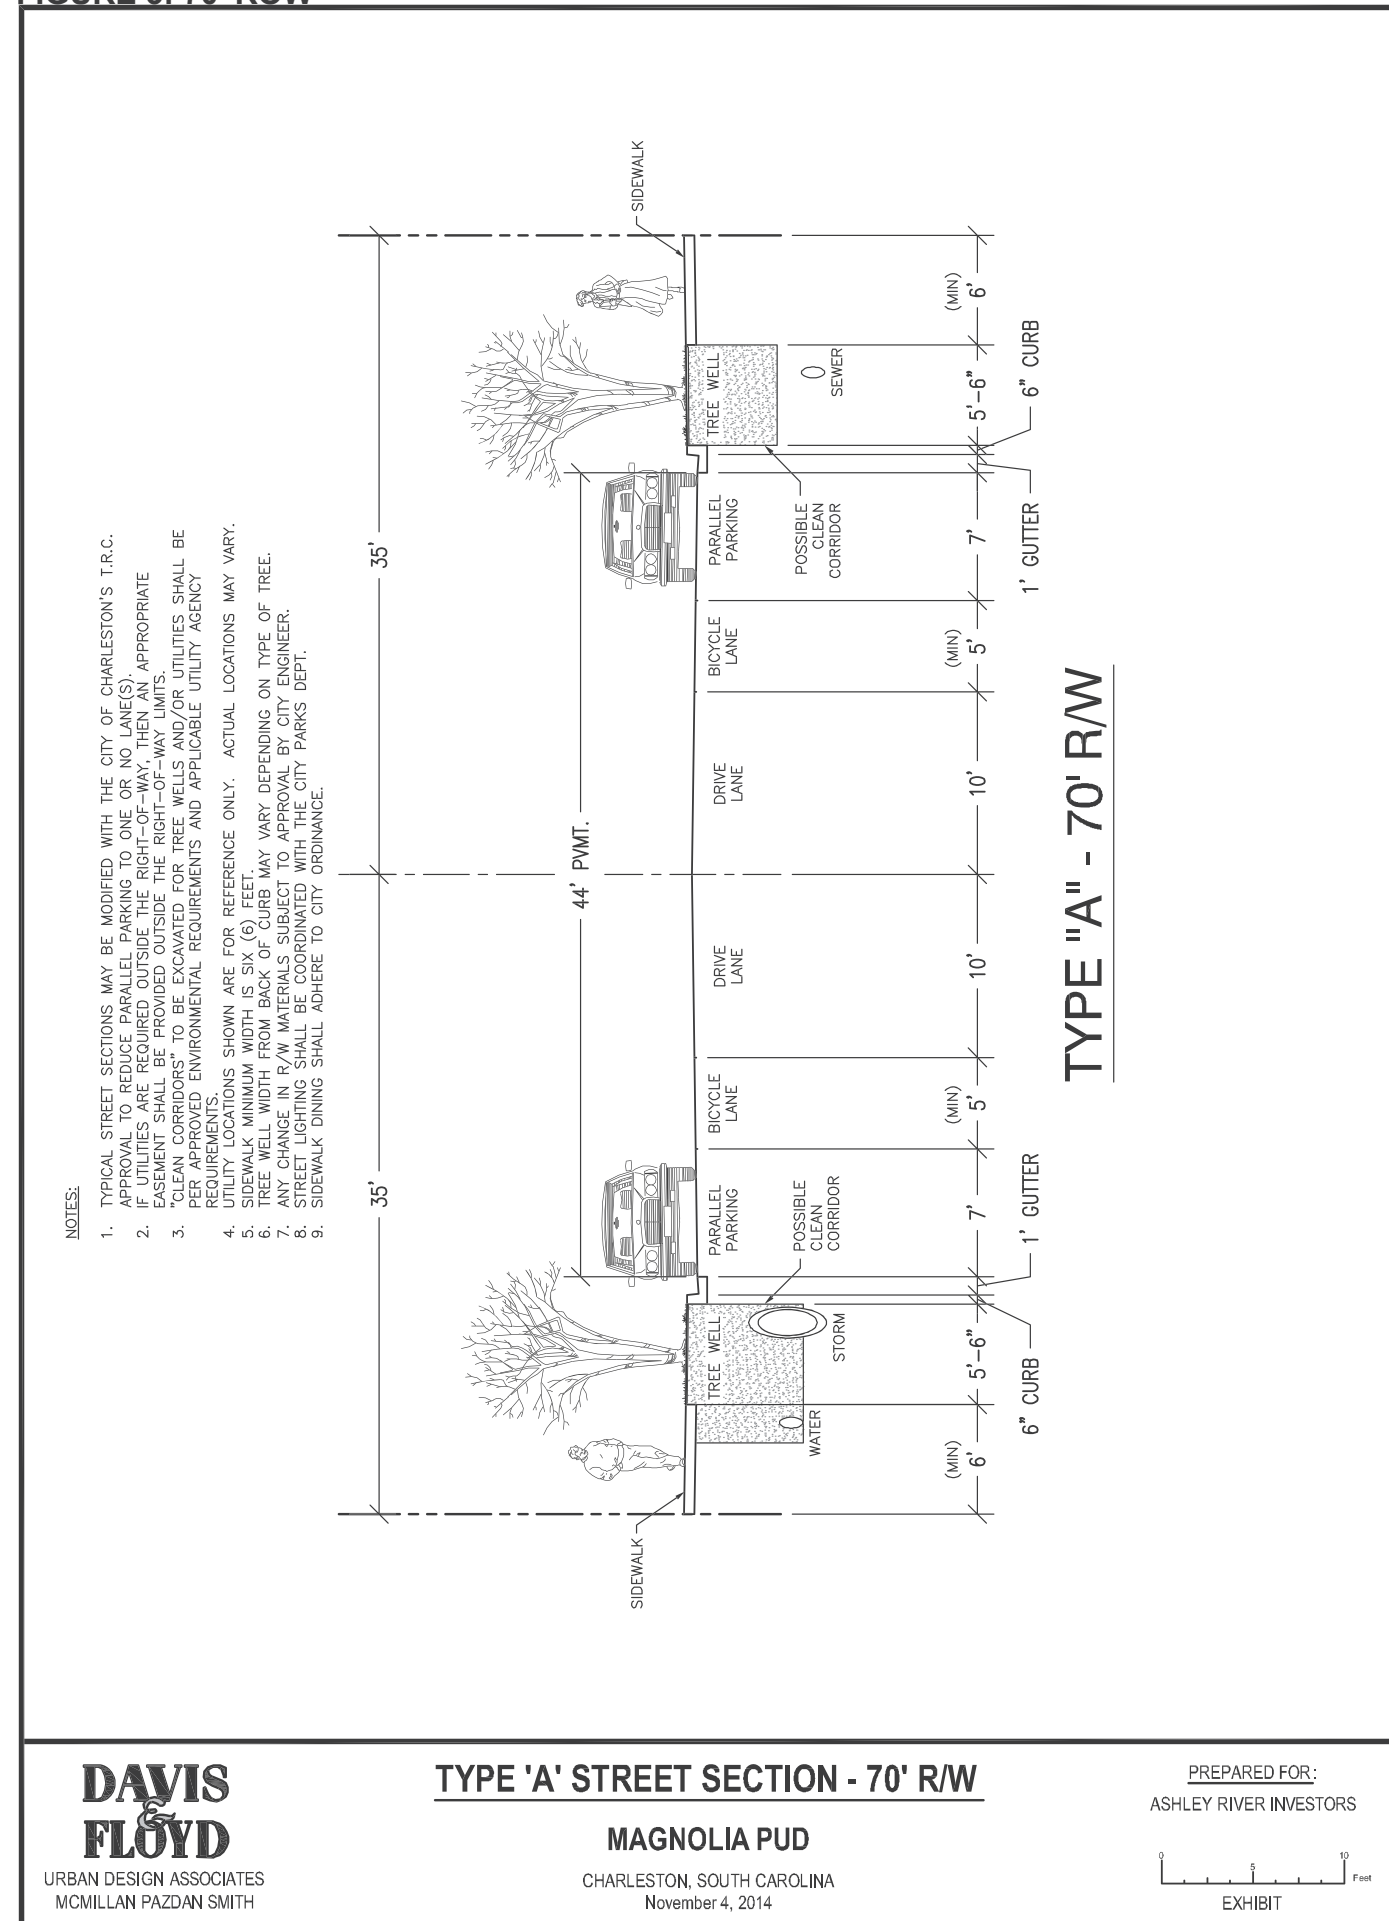 NOTES:
1. TYPICAL STREET SECTIONS MAY BE MODIFIED WITH THE CITY OF CHARLESTON'S T.R.C.
APPROVAL TO REDUCE PARALLEL PARKING TO ONE OR NO LANE(S).
2. IF UTILITIES ARE REQUIRED OUTSIDE THE RIGHT-OF-WAY, THEN AN APPROPRIATE
EASEMENT SHALL BE PROVIDED OUTSIDE THE RIGHT-OF-WAY LIMITS.
3. "CLEAN CORRIDORS" TO BE EXCAVATED FOR TREE WELLS AND/OR UTILITIES SHALL BE
PER APPROVED ENVIRONMENTAL REQUIREMENTS AND APPLICABLE UTILITY AGENCY
REQUIREMENTS.
4. UTILITY LOCATIONS SHOWN ARE FOR REFERENCE ONLY. ACTUAL LOCATIONS MAY VARY.
5. SIDEWALK MINIMUM WIDTH IS SIX (6) FEET.
6. TREE WELL WIDTH FROM BACK OF CURB MAY VARY DEPENDING ON TYPE OF TREE.
7. ANY CHANGE IN R/W MATERIALS SUBJECT TO APPROVAL BY CITY ENGINEER.
8. STREET LIGHTING SHALL BE COORDINATED WITH THE CITY PARKS DEPT.
9. SIDEWALK DINING SHALL ADHERE TO CITY ORDINANCE.
35'
35'
44' PVMT.
SIDEWALK
SIDEWALK
TREE WELL
TREE WELL
WATER
STORM
SEWER
POSSIBLE
CLEAN
CORRIDOR
POSSIBLE
CLEAN
CORRIDOR
PARALLEL
PARKING
BICYCLE
LANE
DRIVE
LANE
DRIVE
LANE
BICYCLE
LANE
PARALLEL
PARKING
(MIN)
6'
5'-6"
7'
(MIN)
5'
10'
10'
(MIN)
5'
7'
5'-6"
(MIN)
6'
6" CURB
1' GUTTER
1' GUTTER
6" CURB
TYPE "A" - 70' R/W
DAVIS
&
FLOYD
URBAN DESIGN ASSOCIATES
MCMILLAN PAZDAN SMITH
TYPE 'A' STREET SECTION - 70' R/W
MAGNOLIA PUD
CHARLESTON, SOUTH CAROLINA
November 4, 2014
PREPARED FOR:
ASHLEY RIVER INVESTORS
0 5 10
Feet
EXHIBIT